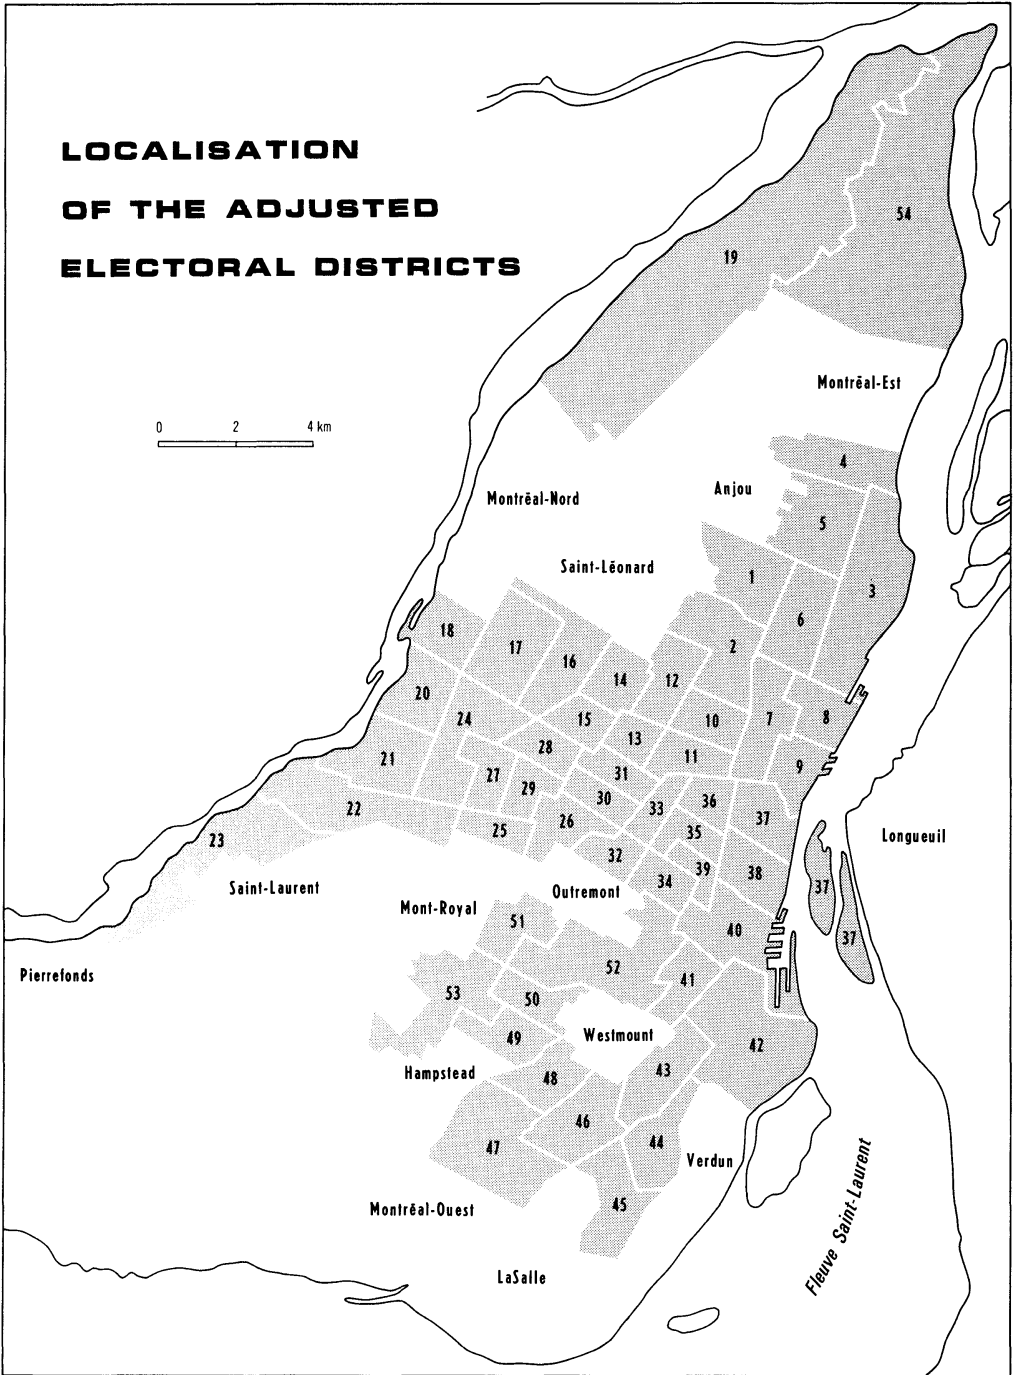 LOCALISATION
OF THE ADJUSTED
ELECTORAL DISTRICTS
54
19
Montréal-Est
0 2 4 km
4
Montréal-Nord
Anjou
5
Saint-Léonard
1
3
6
18
17
2
16
14
12
20
24
15
10
7
8
13
28
11
21
9
27
31
29
30
36
22
33
37
26
25
35
Longueuil
23
32
39
38
34
Saint-Laurent
Outremont
37
Mont-Royal
51
40
37
52
Pierrefonds
41
53
50
Westmount
49
42
Hampstead
48
43
46
44
47
Verdun
45
Montréal-Ouest
Fleuve Saint-Laurent
LaSalle